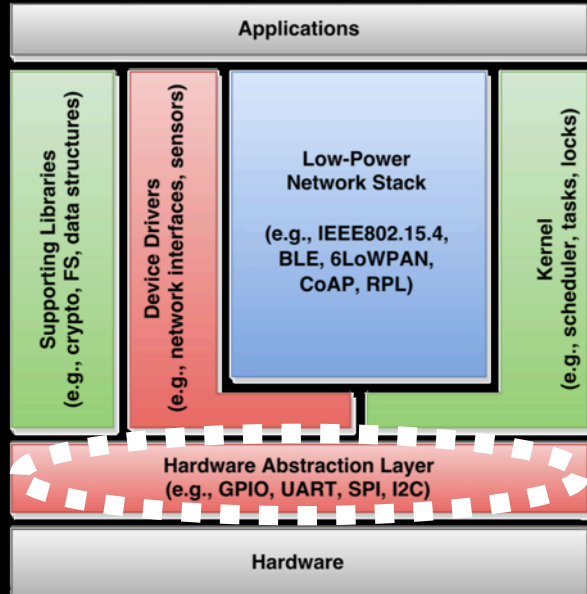 Applications
Supporting Libraries
(e.g., crypto, FS, data structures)
Device Drivers
(e.g., network interfaces, sensors)
Low-Power
Network Stack
(e.g., IEEE802.15.4,
BLE, 6LoWPAN,
CoAP, RPL)
Kernel
(e.g., scheduler, tasks, locks)
Hardware Abstraction Layer
(e.g., GPIO, UART, SPI, I2C)
Hardware